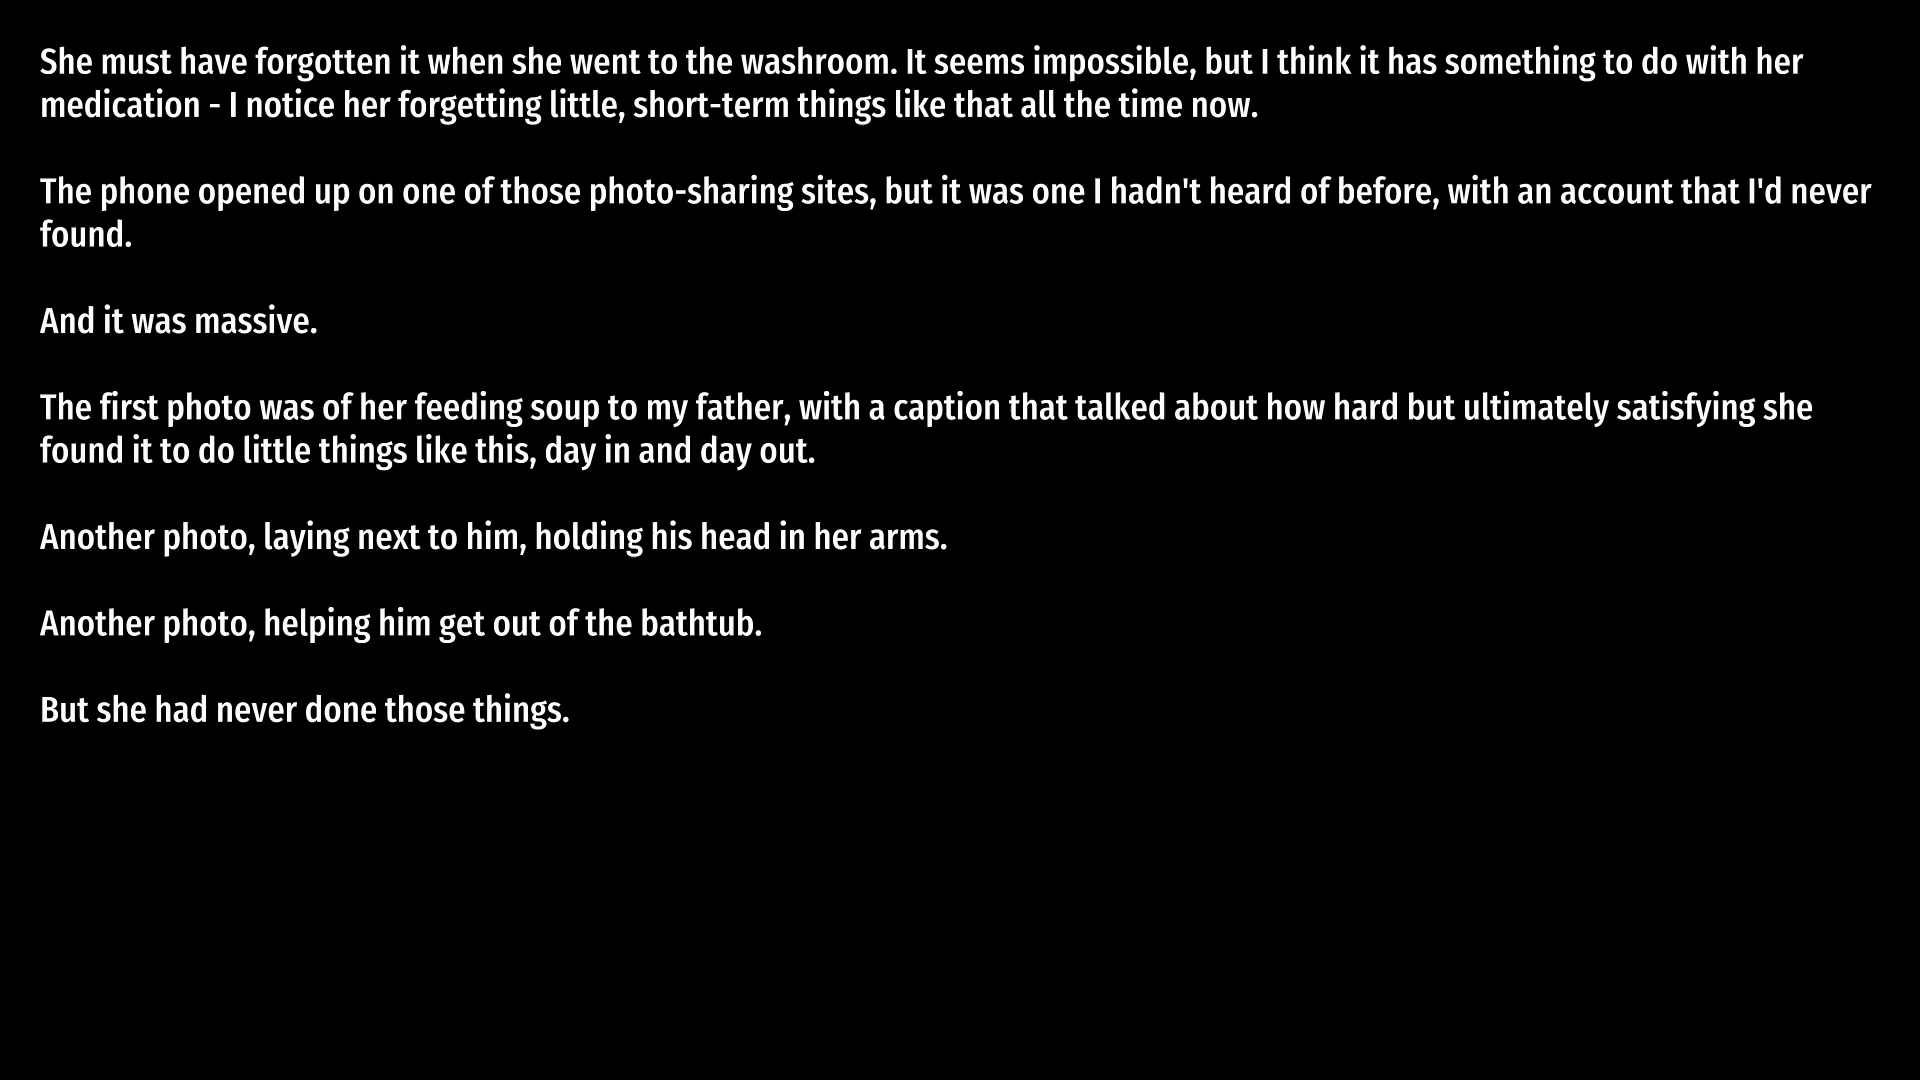 She must have forgotten it when she went to the washroom. It seems impossible, but I think it has something to do with her
medication - I notice her forgetting little, short-term things like that all the time now.
The phone opened up on one of those photo-sharing sites, but it was one I hadn't heard of before, with an account that I'd never
found.
And it was massive.
The first photo was of her feeding soup to my father, with a caption that talked about how hard but ultimately satisfying she
found it to do little things like this, day in and day out.
Another photo, laying next to him, holding his head in her arms.
Another photo, helping him get out of the bathtub.
But she had never done those things.